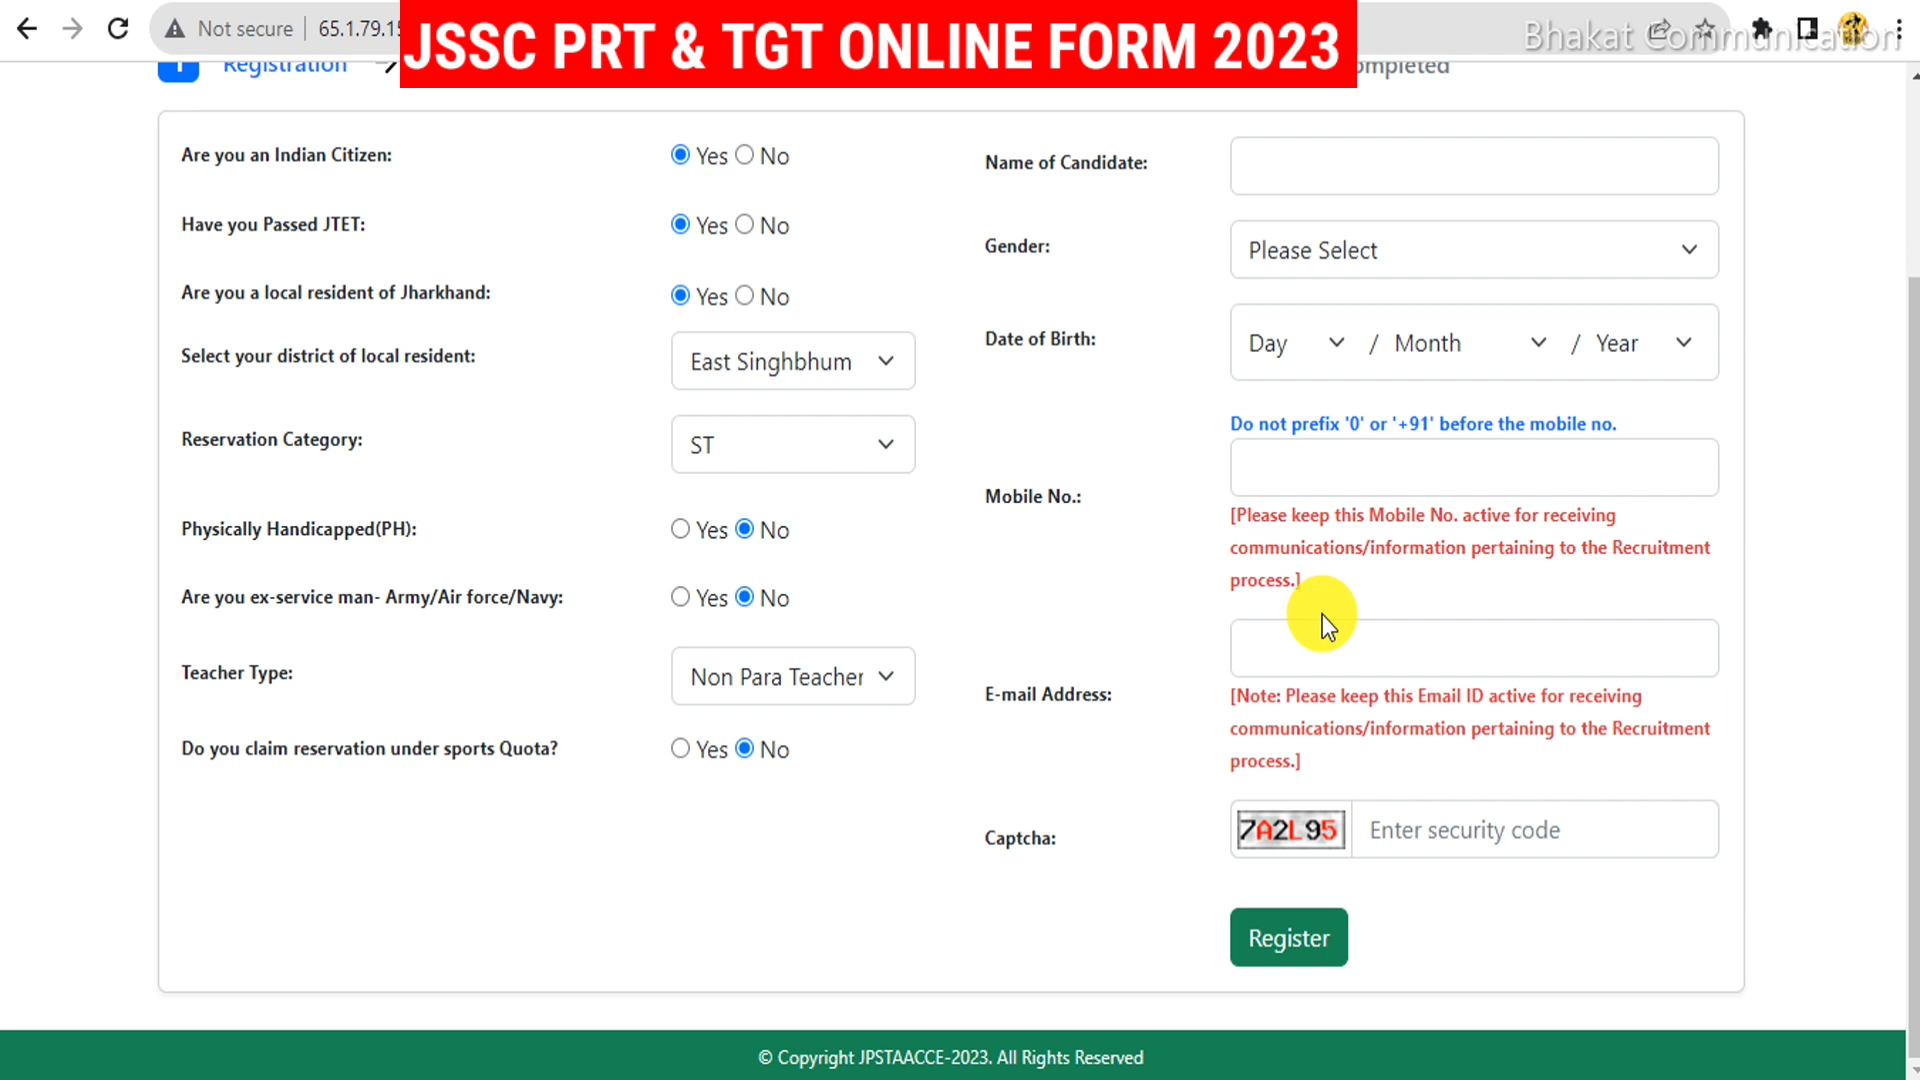 Not secure
65.1.79.15
JSSC PRT & TGT ONLINE FORM 2023
Bhakat Communication
1 Registration
ompleted
Are you an Indian Citizen: Yes No
Have you Passed JTET: Yes No
Are you a local resident of Jharkhand: Yes No
Select your district of local resident: East Singhbhum
Reservation Category: ST
Physically Handicapped(PH): Yes No
Are you ex-service man- Army/Air force/Navy: Yes No
Teacher Type: Non Para Teacher
Do you claim reservation under sports Quota? Yes No
Name of Candidate:
Gender: Please Select
Date of Birth: Day / Month / Year
Do not prefix '0' or '+91' before the mobile no.
Mobile No.:
[Please keep this Mobile No. active for receiving
communications/information pertaining to the Recruitment
process.]
E-mail Address:
[Note: Please keep this Email ID active for receiving
communications/information pertaining to the Recruitment
process.]
Captcha: 7A2L95 Enter security code
Register
© Copyright JPSTAACCE-2023. All Rights Reserved